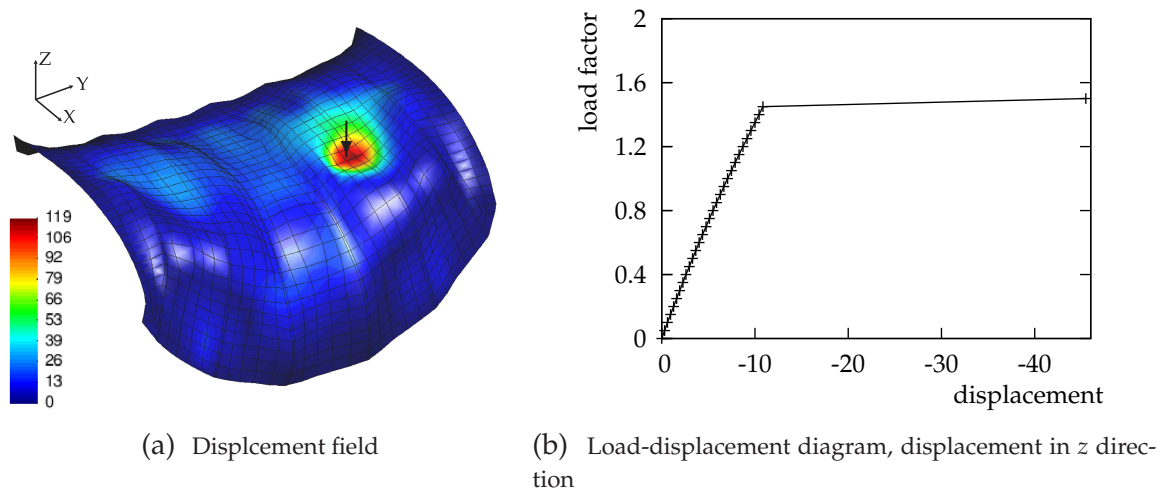 Z
Y
X
119
106
92
79
66
53
39
26
13
0
(a) Displcement field
load factor
2
1.6
1.2
0.8
0.4
0
0 -10 -20 -30 -40
displacement
(b) Load-displacement diagram, displacement in z direc-
tion